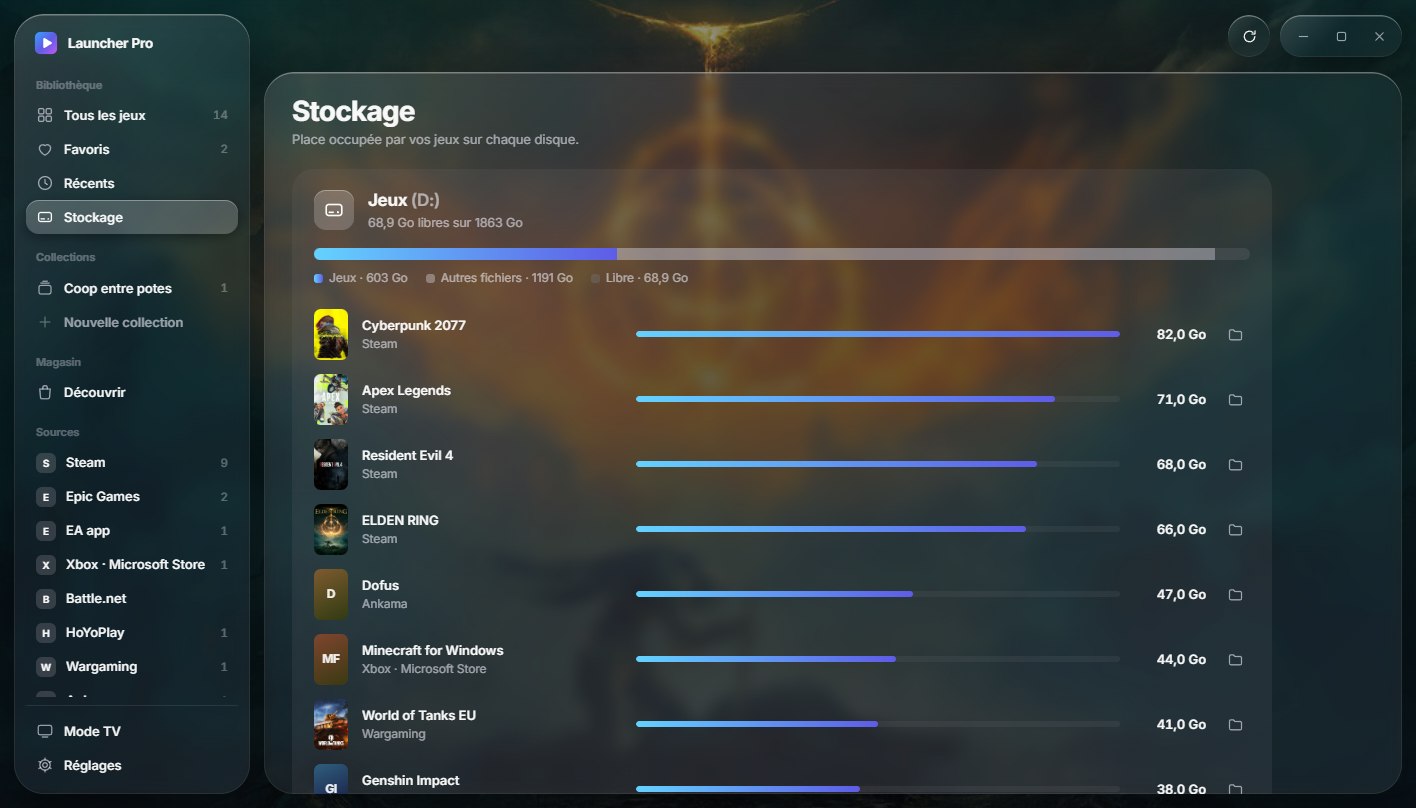 Launcher Pro
Bibliothèque
Tous les jeux 14
Favoris 2
Récents
Stockage
Collections
Coop entre potes 1
Nouvelle collection
Magasin
Découvrir
Sources
S Steam 9
E Epic Games 2
E EA app 1
X Xbox · Microsoft Store 1
B Battle.net
H HoYoPlay 1
W Wargaming 1
Mode TV
Réglages
Stockage
Place occupée par vos jeux sur chaque disque.
Jeux (D:)
68,9 Go libres sur 1863 Go
Jeux · 603 Go Autres fichiers · 1191 Go Libre · 68,9 Go
Cyberpunk 2077
Steam
82,0 Go
APEX
Apex Legends
Steam
71,0 Go
Resident Evil 4
Steam
68,0 Go
ELDEN RING
ELDEN RING
Steam
66,0 Go
D
Dofus
Ankama
47,0 Go
MF
Minecraft for Windows
Xbox · Microsoft Store
44,0 Go
World of Tanks EU
Wargaming
41,0 Go
GI
Genshin Impact
38,0 Go